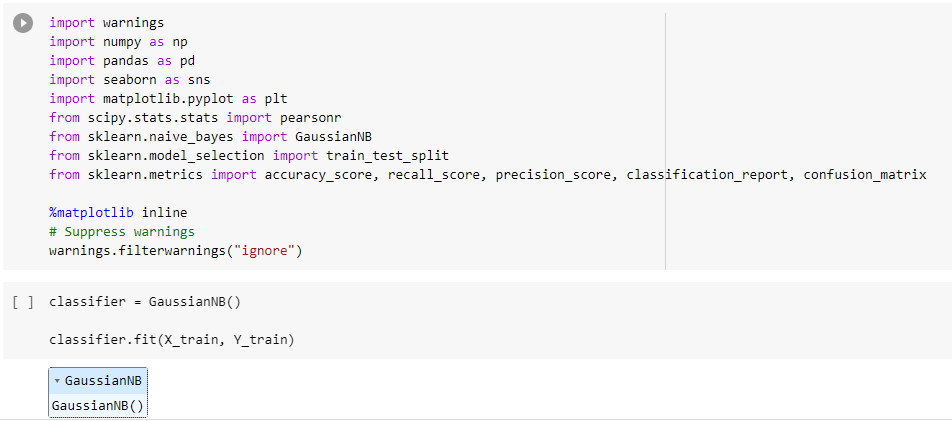 import warnings
import numpy as np
import pandas as pd
import seaborn as sns
import matplotlib.pyplot as plt
from scipy.stats.stats import pearsonr
from sklearn.naive_bayes import GaussianNB
from sklearn.model_selection import train_test_split
from sklearn.metrics import accuracy_score, recall_score, precision_score, classification_report, confusion_matrix
%matplotlib inline
# Suppress warnings
warnings.filterwarnings("ignore")
[ ] classifier = GaussianNB()
classifier.fit(X_train, Y_train)
▾ GaussianNB
GaussianNB()